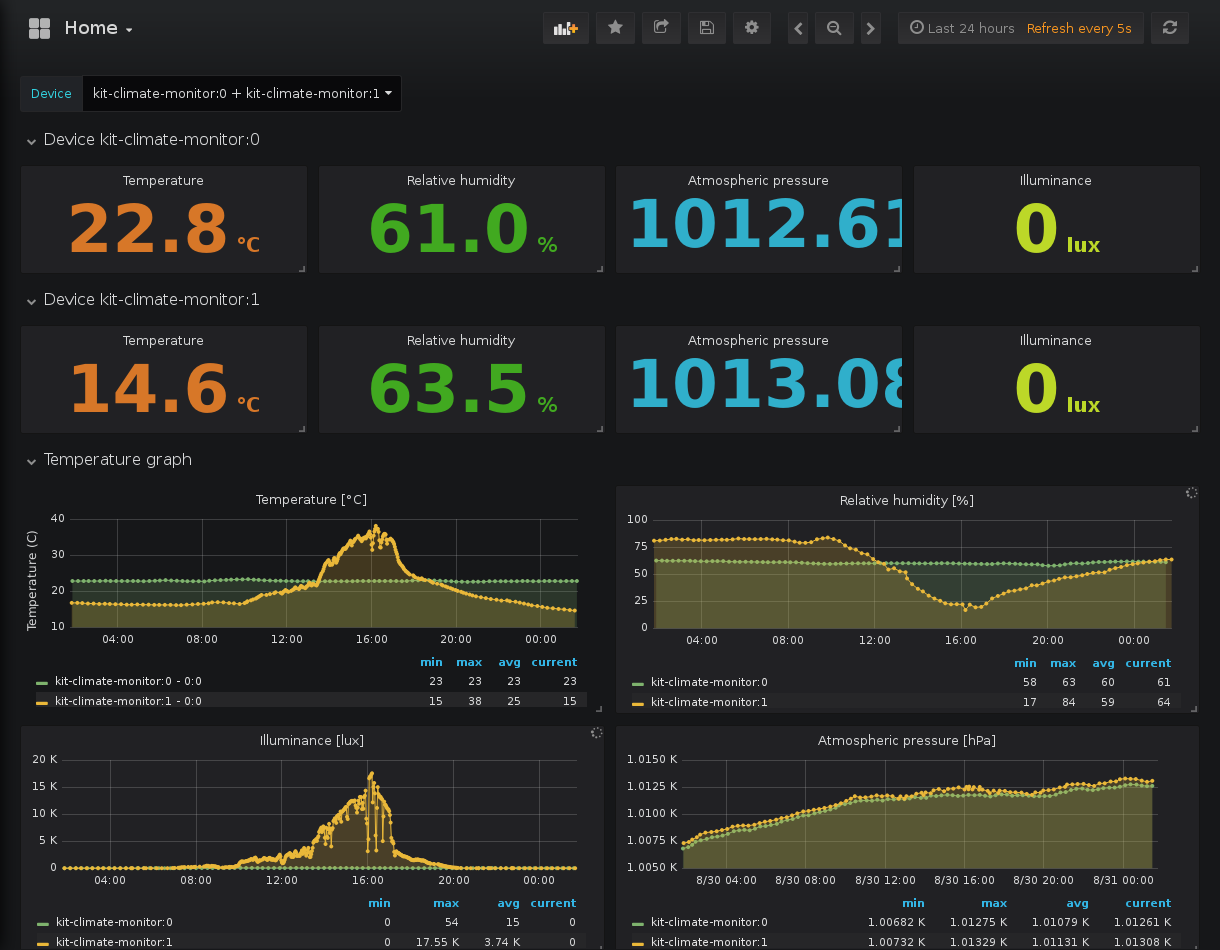 Home
Last 24 hours Refresh every 5s
Device kit-climate-monitor:0 + kit-climate-monitor:1
Device kit-climate-monitor:0
Temperature Relative humidity Atmospheric pressure Illuminance
22.8 °C 61.0 % 1012.61 0 lux
Device kit-climate-monitor:1
Temperature Relative humidity Atmospheric pressure Illuminance
14.6 °C 63.5 % 1013.08 0 lux
Temperature graph
Temperature [°C]
Temperature (C)
40
30
20
10
04:00 08:00 12:00 16:00 20:00 00:00
min max avg current
kit-climate-monitor:0 - 0:0 23 23 23 23
kit-climate-monitor:1 - 0:0 15 38 25 15
Relative humidity [%]
100
75
50
25
0
04:00 08:00 12:00 16:00 20:00 00:00
min max avg current
kit-climate-monitor:0 58 63 60 61
kit-climate-monitor:1 17 84 59 64
Illuminance [lux]
20 K
15 K
10 K
5 K
0
04:00 08:00 12:00 16:00 20:00 00:00
min max avg current
kit-climate-monitor:0 0 54 15 0
kit-climate-monitor:1 0 17.55 K 3.74 K 0
Atmospheric pressure [hPa]
1.0150 K
1.0125 K
1.0100 K
1.0075 K
1.0050 K
8/30 04:00 8/30 08:00 8/30 12:00 8/30 16:00 8/30 20:00 8/31 00:00
min max avg current
kit-climate-monitor:0 1.00682 K 1.01275 K 1.01079 K 1.01261 K
kit-climate-monitor:1 1.00732 K 1.01329 K 1.01131 K 1.01308 K